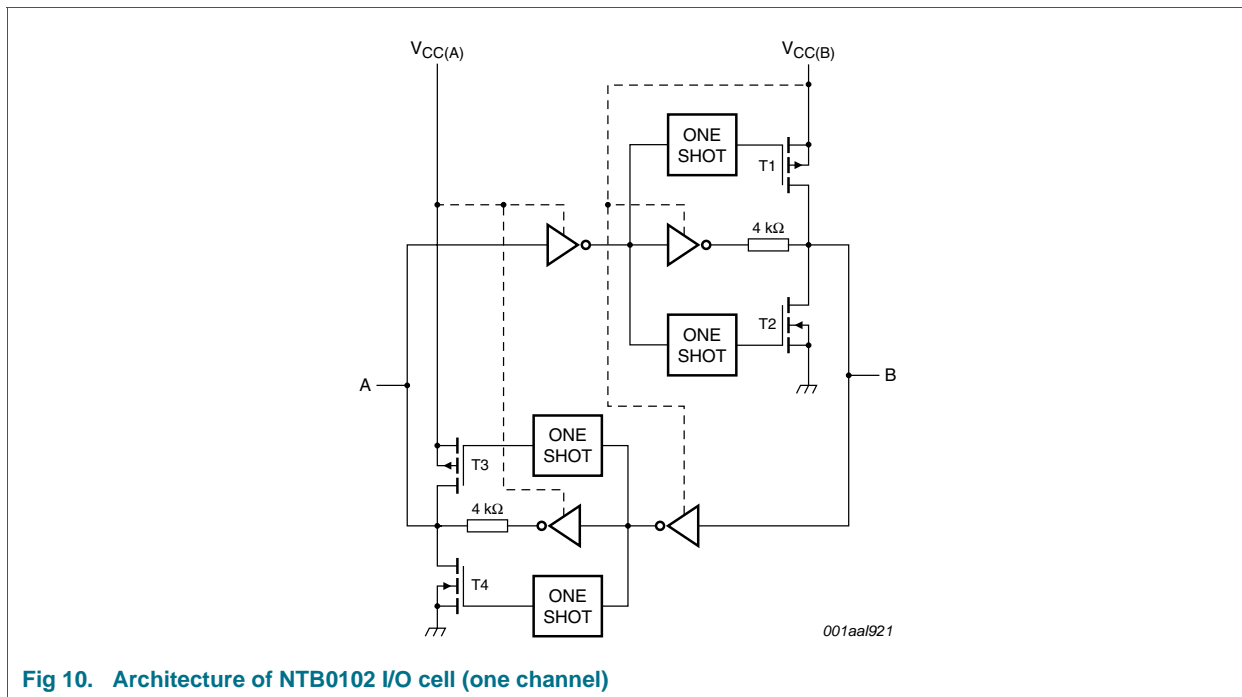 VCC(A)
VCC(B)
ONE
SHOT
T1
4 kΩ
ONE
SHOT
T2
A
B
ONE
SHOT
T3
4 kΩ
T4
ONE
SHOT
001aal921
Fig 10. Architecture of NTB0102 I/O cell (one channel)